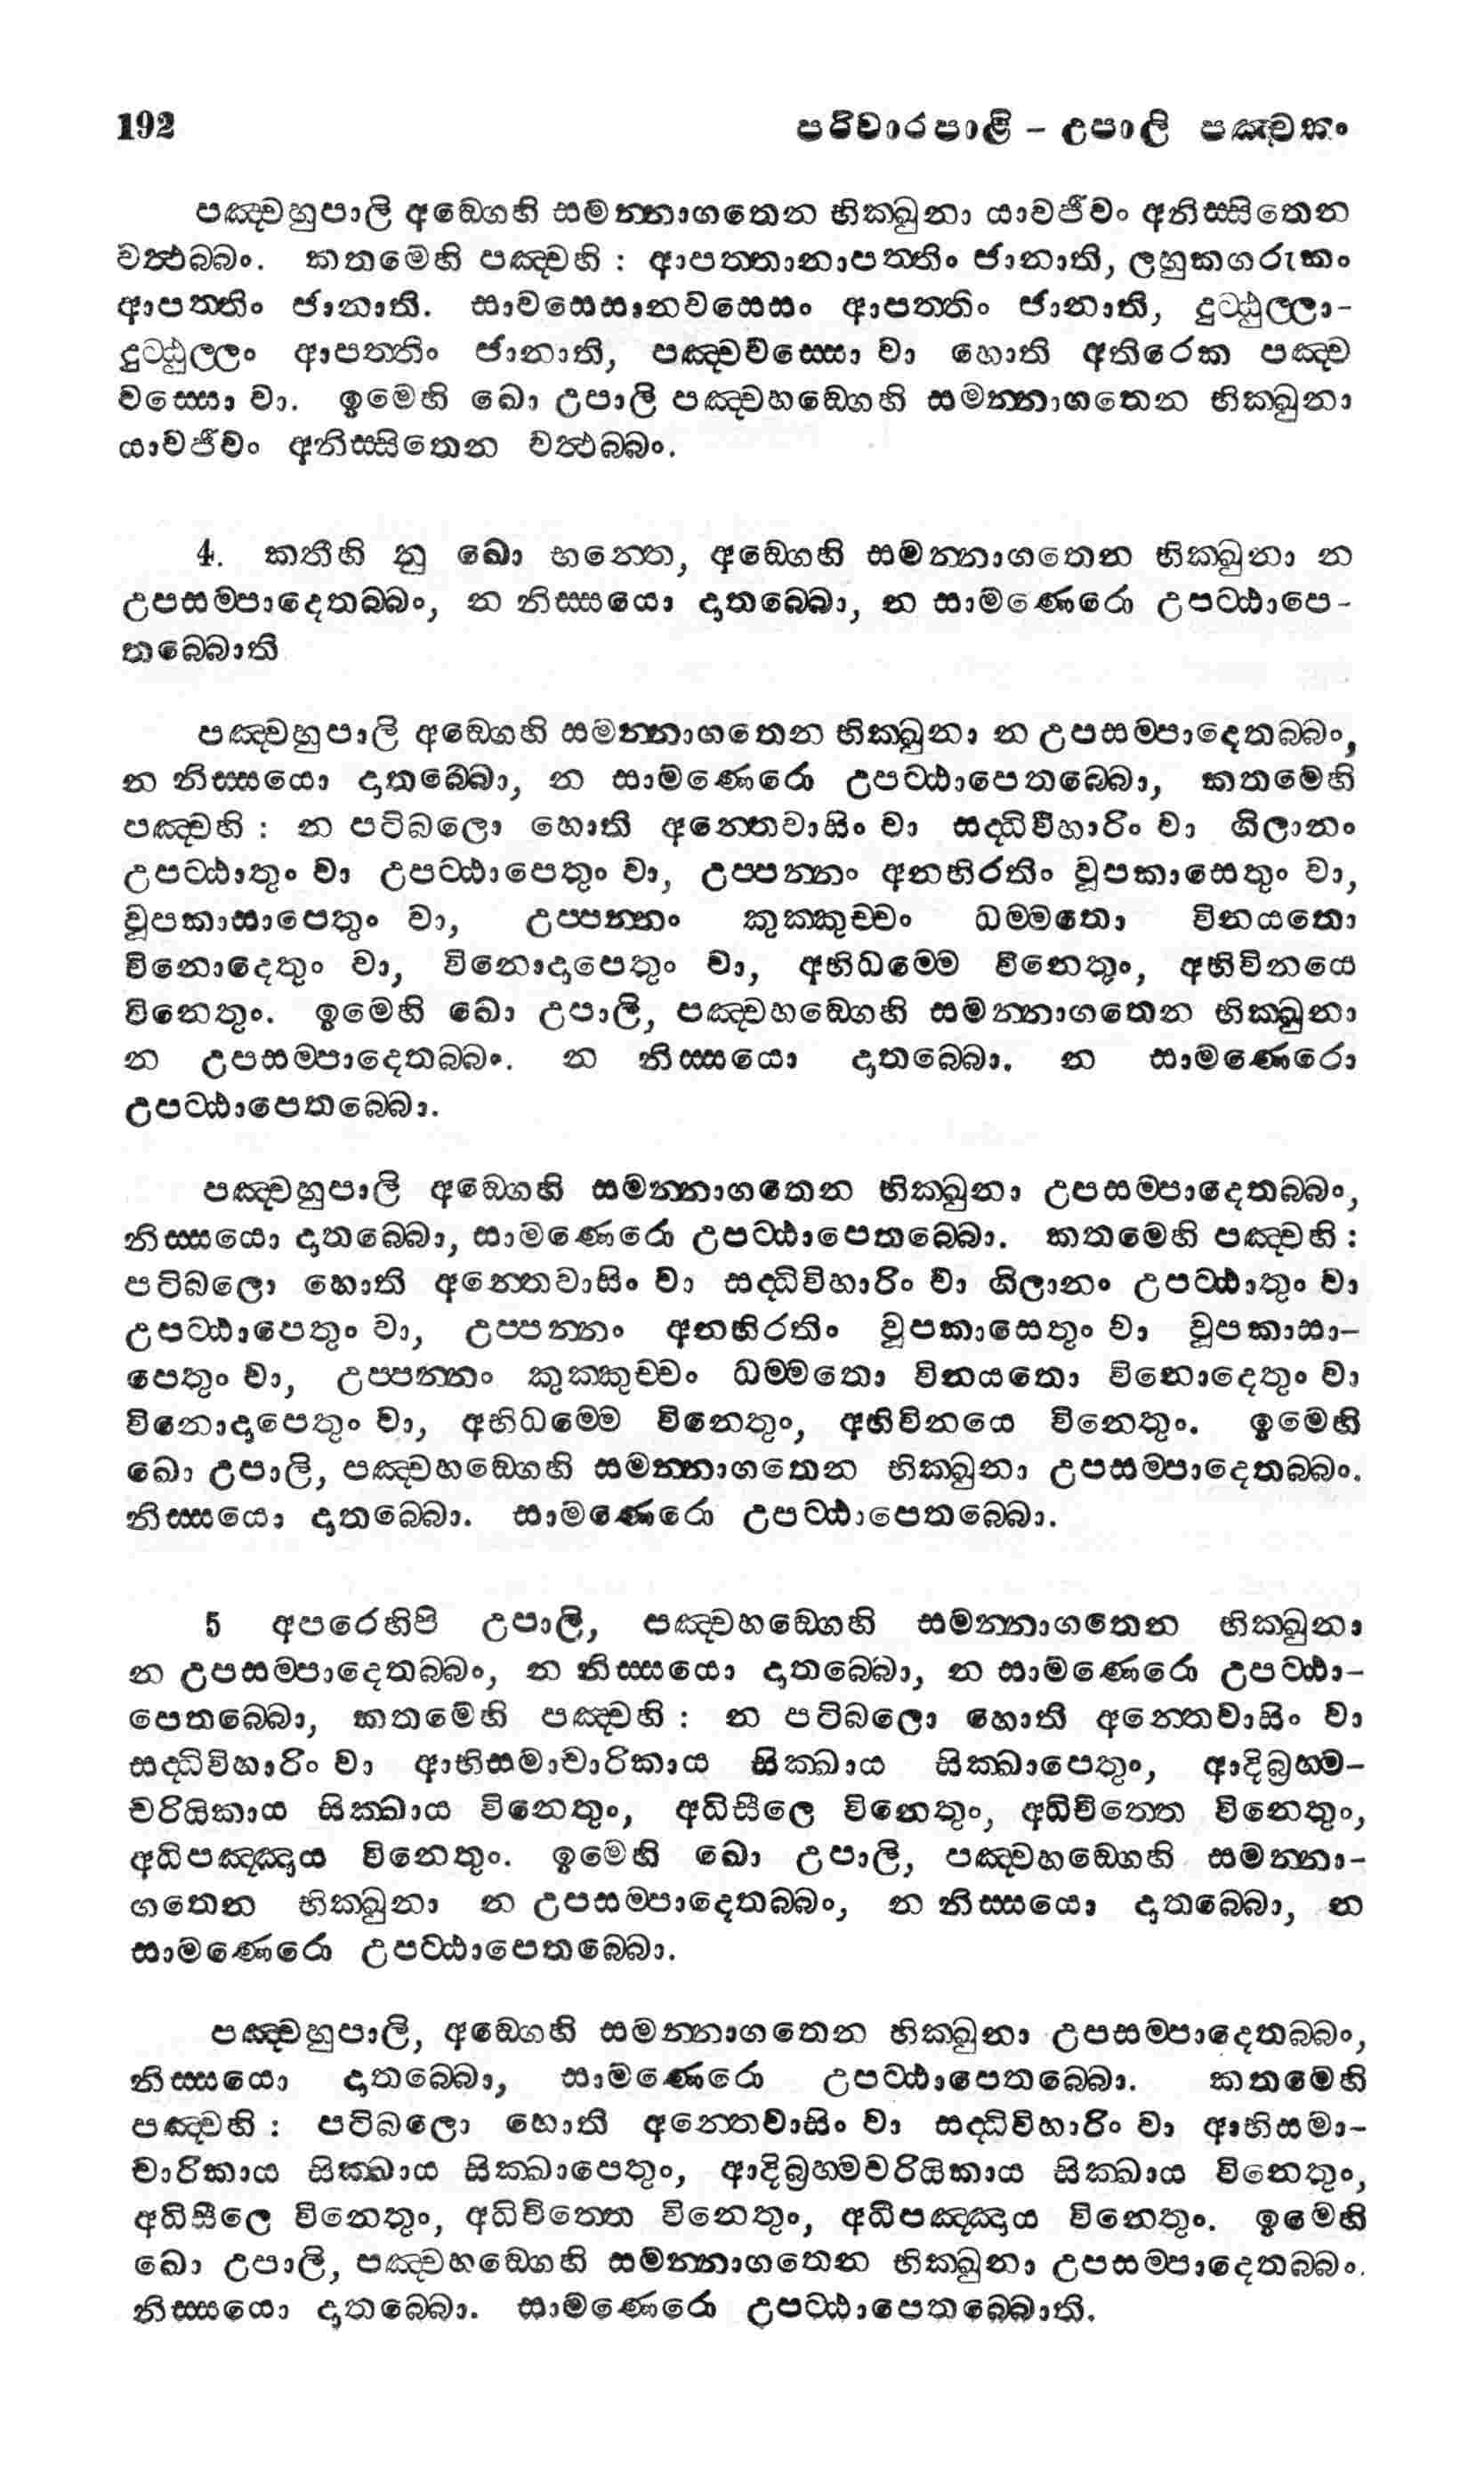 192 පරිවාරපාළි – උපාලි පඤ්චකං
පඤ්චහුපාලි අඞ්ගෙහි සමන්නාගතෙන භික්ඛුනා යාවජීවං අනිස්සිතෙන
වත්ථබ්බං. කතමෙහි පඤ්චහි : ආපත්තානාපත්තිං ජානාති, ලහුකගරුකං
ආපත්තිං ජානාති. සාවසෙසානවසෙසං ආපත්තිං ජානාති, දුට්ඨුල්ලා-
දුට්ඨුල්ලං ආපත්තිං ජානාති, පඤ්චවස්සො වා හොති අතිරෙක පඤ්ච
වස්සො වා. ඉමෙහි ඛො උපාලි පඤ්චහඞ්ගෙහි සමන්නාගතෙන භික්ඛුනා
යාවජීවං අනිස්සිතෙන වත්ථබ්බං.
4. කතීහි නු ඛො භන්තෙ, අඞ්ගෙහි සමන්නාගතෙන භික්ඛුනා න
උපසම්පාදෙතබ්බං, න නිස්සයො දාතබ්බො, න සාමණෙරො උපට්ඨාපෙ-
තබ්බොති
පඤ්චහුපාලි අඞ්ගෙහි සමන්නාගතෙන භික්ඛුනා න උපසම්පාදෙතබ්බං,
න නිස්සයො දාතබ්බො, න සාමණෙරො උපට්ඨාපෙතබ්බො, කතමෙහි
පඤ්චහි : න පටිබලො හොති අන්තෙවාසිං වා සද්ධිවිහාරිං වා ගිලානං
උපට්ඨාතුං වා උපට්ඨාපෙතුං වා, උප්පන්නං අනභිරතිං වූපකාසෙතුං වා,
වූපකාසාපෙතුං වා, උප්පන්නං කුක්කුච්චං ධම්මතො විනයතො
විනොදෙතුං වා, විනොදාපෙතුං වා, අභිධම්මෙ විනෙතුං, අභිවිනයෙ
විනෙතුං. ඉමෙහි ඛො උපාලි, පඤ්චහඞ්ගෙහි සමන්නාගතෙන භික්ඛුනා
න උපසම්පාදෙතබ්බං. න නිස්සයො දාතබ්බො. න සාමණෙරො
උපට්ඨාපෙතබ්බො.
පඤ්චහුපාලි අඞ්ගෙහි සමන්නාගතෙන භික්ඛුනා උපසම්පාදෙතබ්බං,
නිස්සයො දාතබ්බො, සාමණෙරො උපට්ඨාපෙතබ්බො. කතමෙහි පඤ්චහි :
පටිබලො හොති අන්තෙවාසිං වා සද්ධිවිහාරිං වා ගිලානං උපට්ඨාතුං වා
උපට්ඨාපෙතුං වා, උප්පන්නං අනභිරතිං වූපකාසෙතුං වා වූපකාසා-
පෙතුං වා, උප්පන්නං කුක්කුච්චං ධම්මතො විනයතො විනොදෙතුං වා
විනොදාපෙතුං වා, අභිධම්මෙ විනෙතුං, අභිවිනයෙ විනෙතුං. ඉමෙහි
ඛො උපාලි, පඤ්චහඞ්ගෙහි සමන්නාගතෙන භික්ඛුනා උපසම්පාදෙතබ්බං.
නිස්සයො දාතබ්බො. සාමණෙරො උපට්ඨාපෙතබ්බො.
5 අපරෙහිපි උපාලි, පඤ්චහඞ්ගෙහි සමන්නාගතෙන භික්ඛුනා
න උපසම්පාදෙතබ්බං, න නිස්සයො දාතබ්බො, න සාමණෙරො උපට්ඨා-
පෙතබ්බො, කතමෙහි පඤ්චහි : න පටිබලො හොති අන්තෙවාසිං වා
සද්ධිවිහාරිං වා ආභිසමාචාරිකාය සික්ඛාය සික්ඛාපෙතුං, ආදිබ්‍රහ්ම-
චරියිකාය සික්ඛාය විනෙතුං, අධිසීලෙ විනෙතුං, අධිචිත්තෙ විනෙතුං,
අධිපඤ්ඤාය විනෙතුං. ඉමෙහි ඛො උපාලි, පඤ්චහඞ්ගෙහි සමන්නා-
ගතෙන භික්ඛුනා න උපසම්පාදෙතබ්බං, න නිස්සයො දාතබ්බො, න
සාමණෙරො උපට්ඨාපෙතබ්බො.
පඤ්චහුපාලි, අඞ්ගෙහි සමන්නාගතෙන භික්ඛුනා උපසම්පාදෙතබ්බං,
නිස්සයො දාතබ්බො, සාමණෙරො උපට්ඨාපෙතබ්බො. කතමෙහි
පඤ්චහි : පටිබලො හොති අන්තෙවාසිං වා සද්ධිවිහාරිං වා ආභිසමා-
චාරිකාය සික්ඛාය සික්ඛාපෙතුං, ආදිබ්‍රහ්මචරියිකාය සික්ඛාය විනෙතුං,
අධිසීලෙ විනෙතුං, අධිචිත්තෙ විනෙතුං, අධිපඤ්ඤාය විනෙතුං. ඉමෙහි
ඛො උපාලි, පඤ්චහඞ්ගෙහි සමන්නාගතෙන භික්ඛුනා උපසම්පාදෙතබ්බං.
නිස්සයො දාතබ්බො. සාමණෙරො උපට්ඨාපෙතබ්බොති.